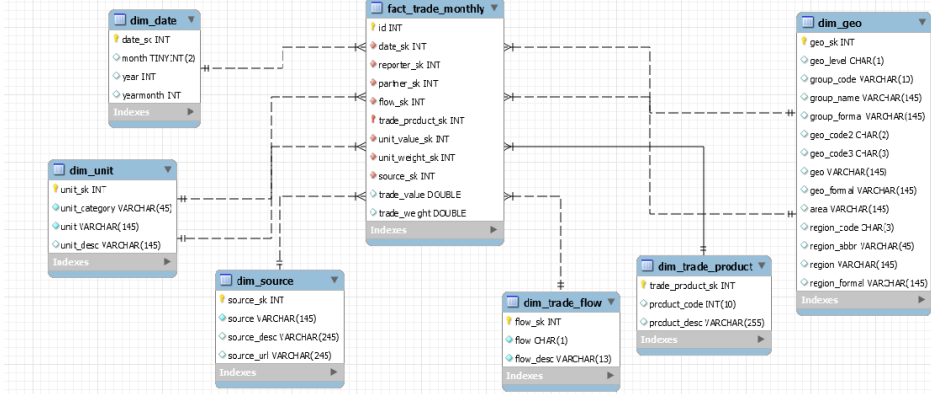 dim_date
date_sk INT
month TINYINT(2)
year INT
yearmonth INT
Indexes
fact_trade_monthly
id INT
date_sk INT
reporter_sk INT
partner_sk INT
flow_sk INT
trade_product_sk INT
unit_value_sk INT
unit_weight_sk INT
source_sk INT
trade_value DOUBLE
trade_weight DOUBLE
Indexes
dim_geo
geo_sk INT
geo_level CHAR(1)
group_code VARCHAR(13)
group_name VARCHAR(145)
group_formal VARCHAR(145)
geo_code2 CHAR(2)
geo_code3 CHAR(3)
geo VARCHAR(145)
geo_formal VARCHAR(145)
area VARCHAR(145)
region_code CHAR(3)
region_abbr VARCHAR(45)
region VARCHAR(145)
region_formal VARCHAR(145)
dim_unit
unit_sk INT
unit_category VARCHAR(45)
unit VARCHAR(145)
unit_desc VARCHAR(145)
Indexes
dim_source
source_sk INT
source VARCHAR(145)
source_desc VARCHAR(245)
source_url VARCHAR(245)
Indexes
dim_trade_flow
flow_sk INT
flow CHAR(1)
flow_desc VARCHAR(13)
Indexes
dim_trade_product
trade_product_sk INT
product_code INT(10)
product_desc VARCHAR(255)
Indexes